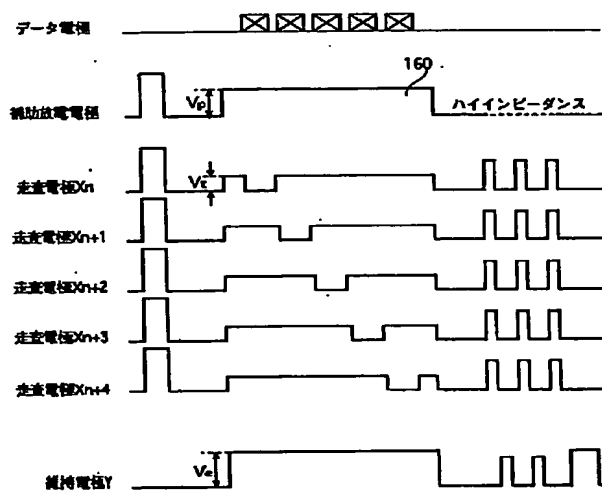 データ電極
160
Vp
補助放電電極
ハイインピーダンス
走査電極Xn
Vt
走査電極Xn+1
走査電極Xn+2
走査電極Xn+3
走査電極Xn+4
Ve
維持電極Y